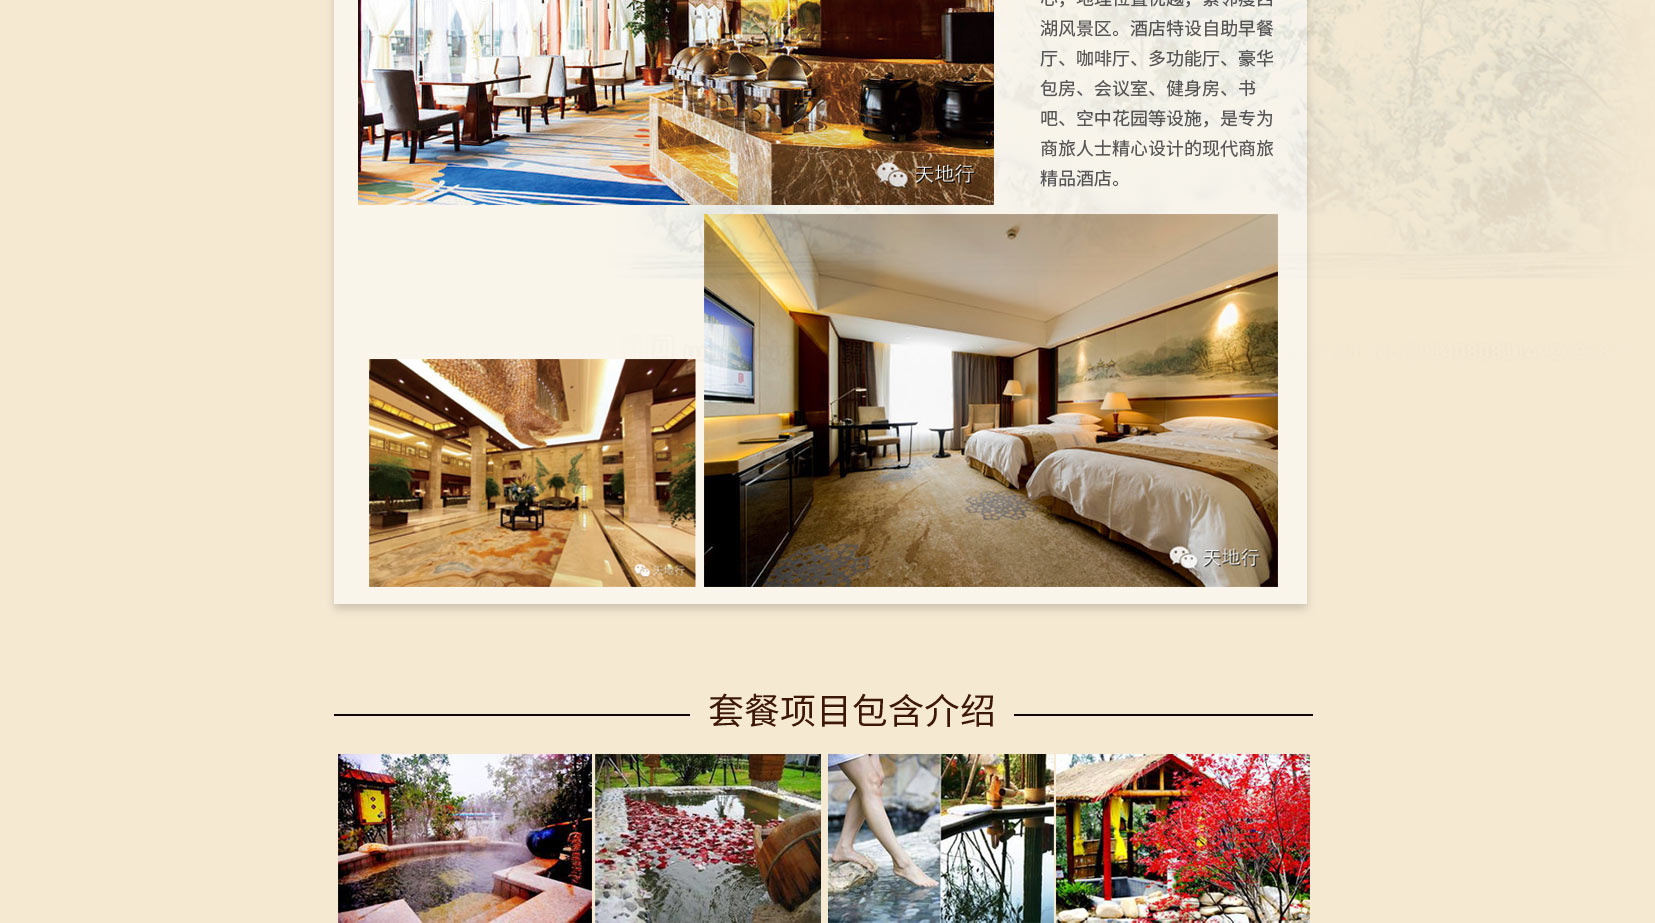 心，地理位置优越，紧邻瘦西
湖风景区。酒店特设自助早餐
厅、咖啡厅、多功能厅、豪华
包房、会议室、健身房、书
吧、空中花园等设施，是专为
商旅人士精心设计的现代商旅
精品酒店。
天地行
天地行
天地行
套餐项目包含介绍